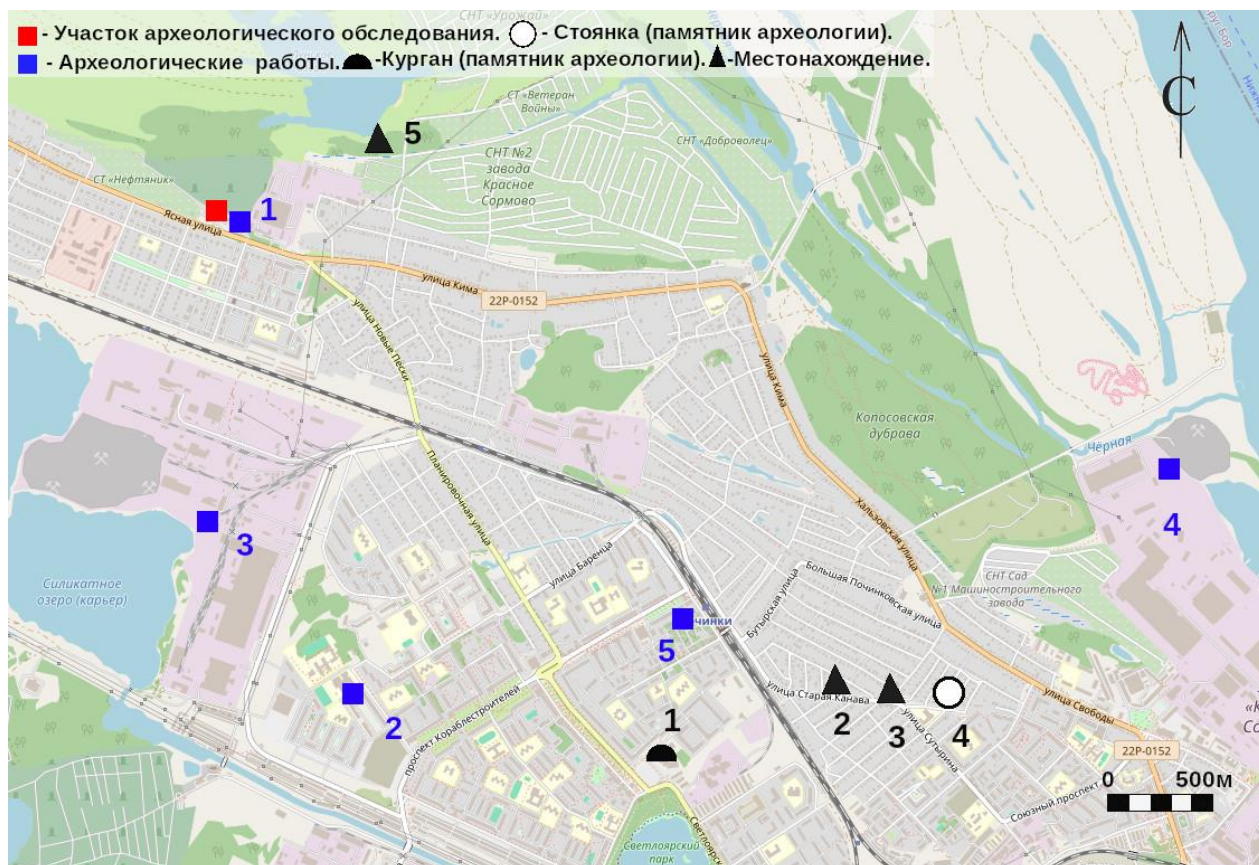 СНТ «Урожай»
- Участок археологического обследования. - Стоянка (памятник археологии).
- Археологические работы. -Курган (памятник археологии). -Местонахождение.
С
СТ «Ветеран
Войны»
5
СНТ «Доброволец»
СНТ №2
завода
Красное
Сормово
СТ «Нефтяник»
1
Ясная улица
улица Кима
22Р-0152
улица Новые Пески
улица Кима
Копосовская
дубрава
Чёрная
Планировочная улица
4
Хальзовская улица
3
Силикатное
озеро (карьер)
улица Баренца
Большая Починковская улица
СНТ Сад
№1 Машиностроительного
завода
Бутырская улица
чинки
5
улица Старая Канава
проспект Кораблестроителей
2
1
2
3
4
улица Сутырина
улица Свободы
22Р-0152
0 500м
Союзный проспект
Светлоярский
парк